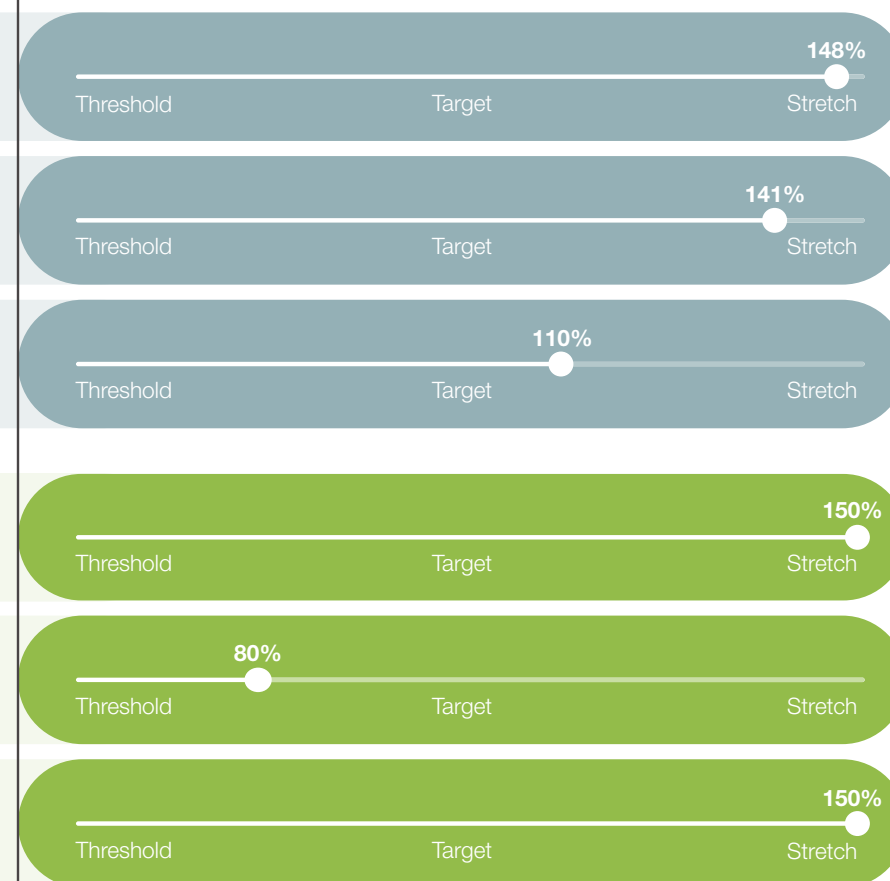 148%
Threshold Target Stretch
141%
Threshold Target Stretch
110%
Threshold Target Stretch
150%
Threshold Target Stretch
80%
Threshold Target Stretch
150%
Threshold Target Stretch